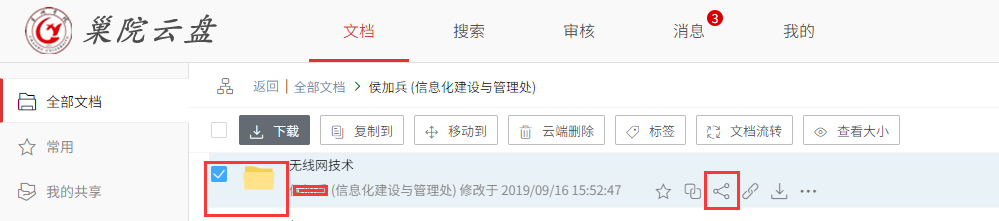 巢院云盘
文档 搜索 审核 消息 3 我的
全部文档
常用
我的共享
返回 | 全部文档 > 侯加兵 (信息化建设与管理处)
下载 复制到 移动到 云端删除 标签 文档流转 查看大小
无线网技术
(信息化建设与管理处) 修改于 2019/09/16 15:52:47